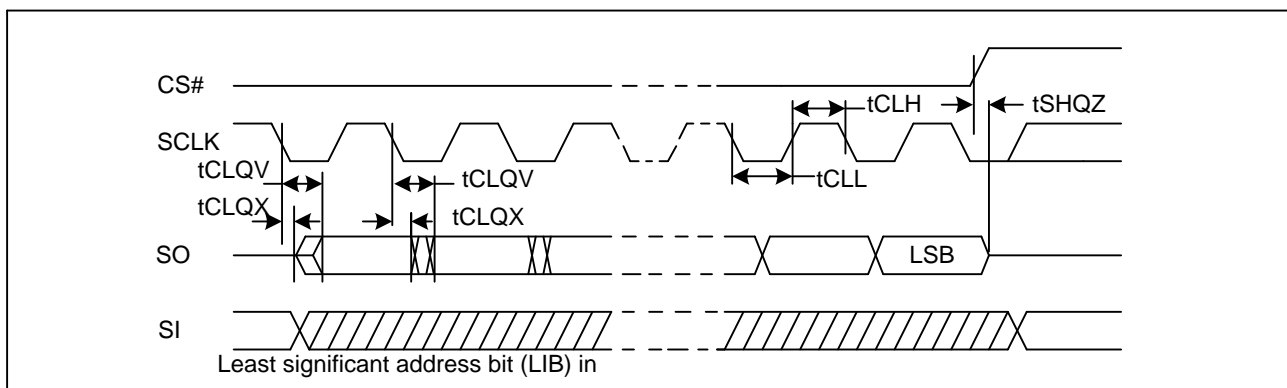 CS#
tCLH
tSHQZ
SCLK
tCLQV
tCLQV
tCLL
tCLQX
tCLQX
SO
LSB
SI
Least significant address bit (LIB) in